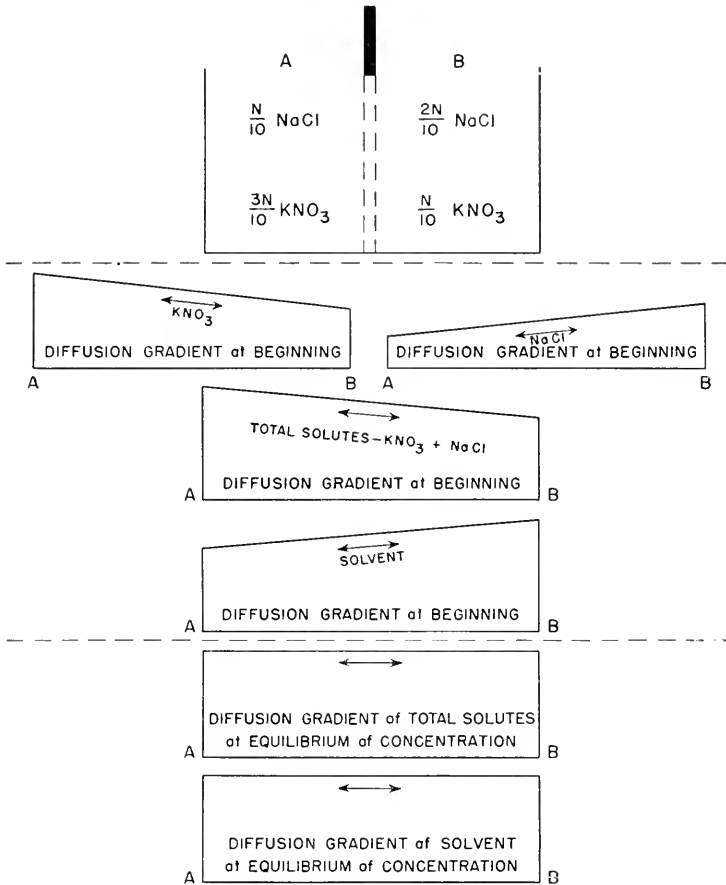 A B
N/10 NaCl 2N/10 NaCl
3N/10 KNO₃ N/10 KNO₃
KNO₃
DIFFUSION GRADIENT at BEGINNING
A B
NaCl
DIFFUSION GRADIENT at BEGINNING
A B
TOTAL SOLUTES–KNO₃ + NaCl
DIFFUSION GRADIENT at BEGINNING
A B
SOLVENT
DIFFUSION GRADIENT at BEGINNING
A B
DIFFUSION GRADIENT of TOTAL SOLUTES
at EQUILIBRIUM of CONCENTRATION
A B
DIFFUSION GRADIENT of SOLVENT
at EQUILIBRIUM of CONCENTRATION
A B